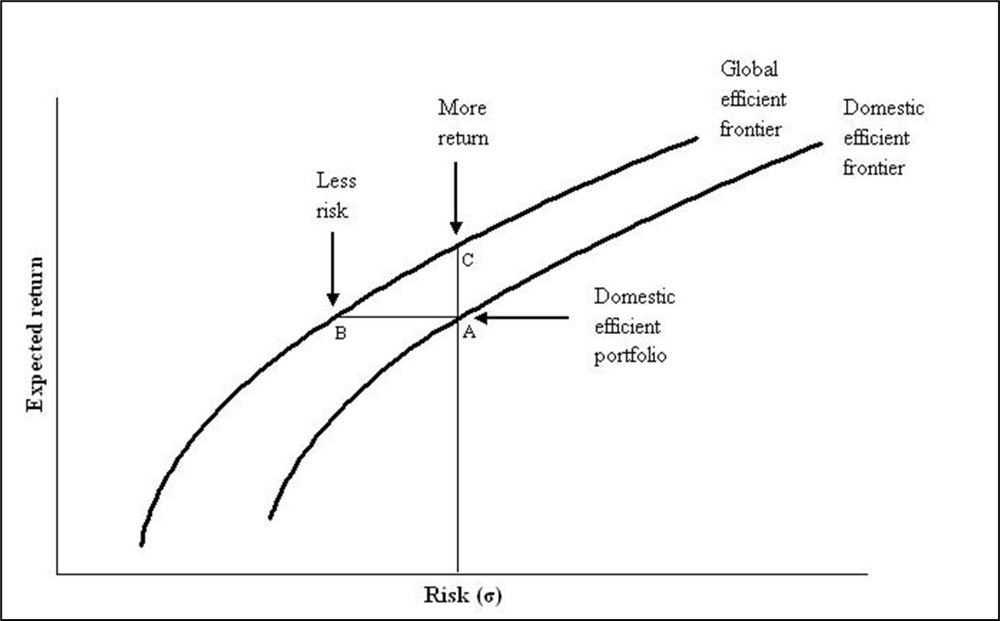 Global
efficient
frontier
Domestic
efficient
frontier
More
return
Less
risk
C
Domestic
efficient
portfolio
B
A
Expected return
Risk (σ)